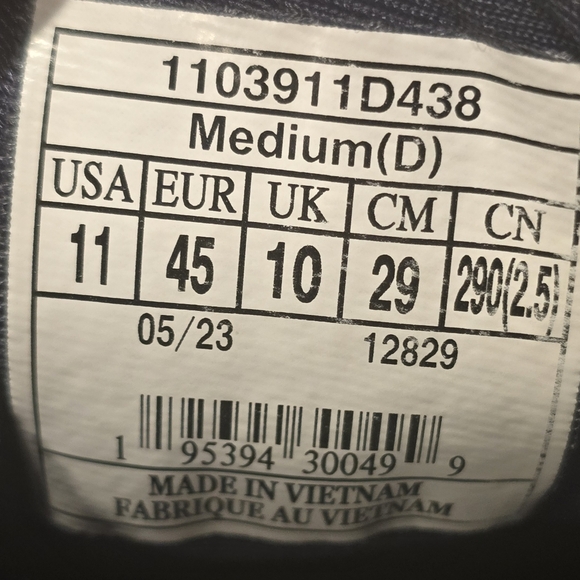 1103911D438
Medium(D)
USA EUR UK CM CN
11 45 10 29 290(2.5)
05/23 12829
1 95394 30049 9
MADE IN VIETNAM
FABRIQUE AU VIETNAM